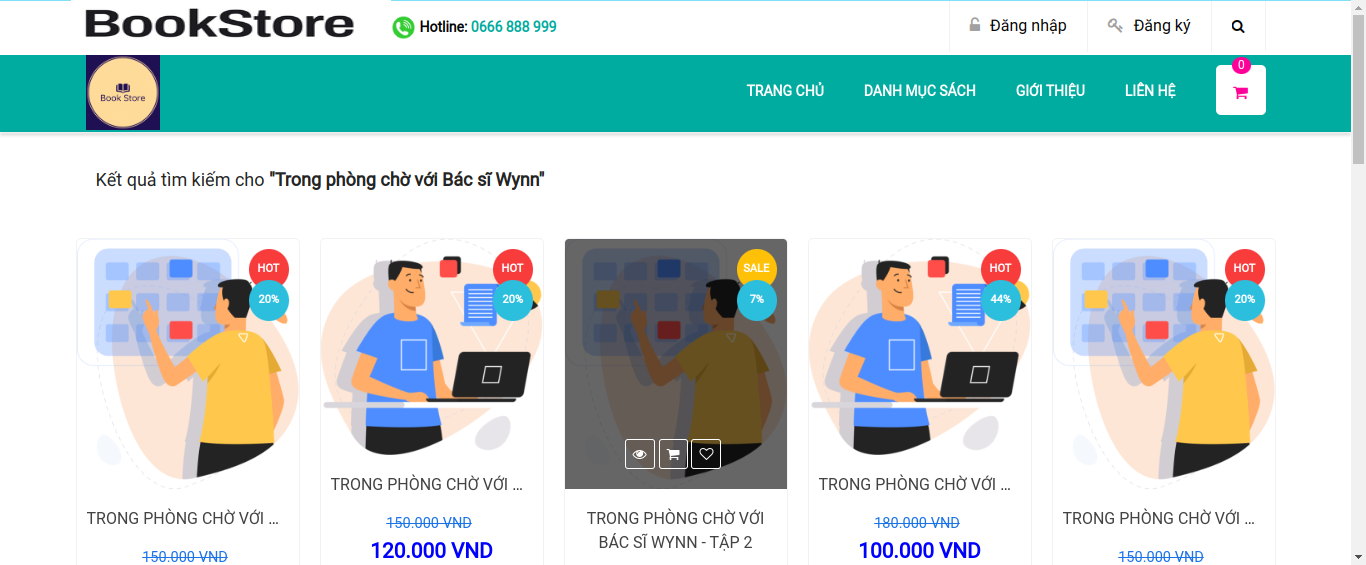 BookStore
Hotline: 0666 888 999
Đăng nhập
Đăng ký
Book Store
TRANG CHỦ
DANH MỤC SÁCH
GIỚI THIỆU
LIÊN HỆ
0
Kết quả tìm kiếm cho "Trong phòng chờ với Bác sĩ Wynn"
HOT
20%
HOT
20%
SALE
7%
HOT
44%
HOT
20%
TRONG PHÒNG CHỜ VỚI ...
150.000 VND
TRONG PHÒNG CHỜ VỚI ...
150.000 VND
120.000 VND
TRONG PHÒNG CHỜ VỚI
BÁC SĨ WYNN - TẬP 2
TRONG PHÒNG CHỜ VỚI ...
180.000 VND
100.000 VND
TRONG PHÒNG CHỜ VỚI ...
150.000 VND